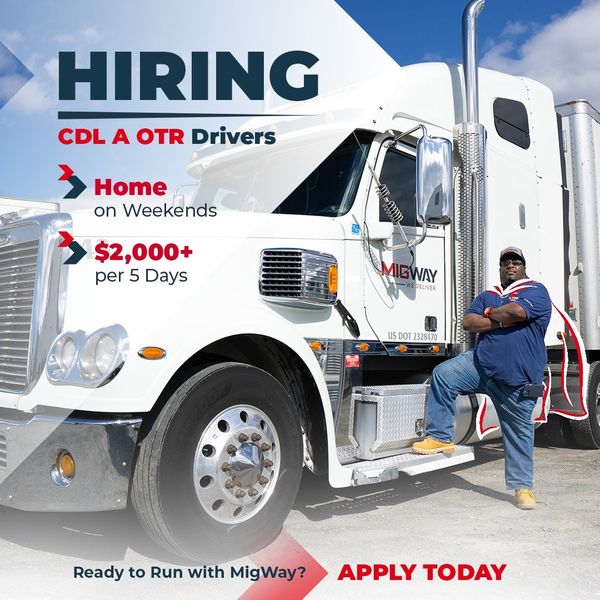 HIRING
CDL A OTR Drivers
Home
on Weekends
$2,000+
per 5 Days
MIGWAY
WE DELIVER.
US DOT 2328470
Ready to Run with MigWay?
APPLY TODAY